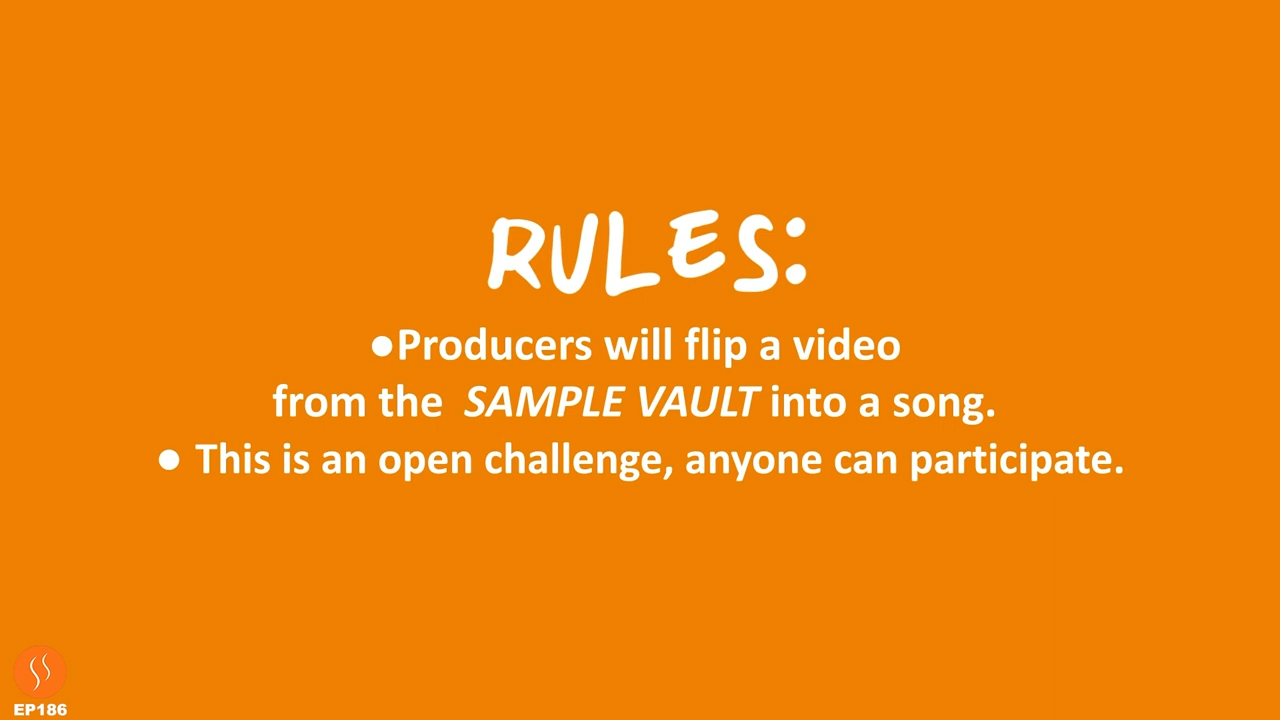 RULES:
●Producers will flip a video
from the SAMPLE VAULT into a song.
● This is an open challenge, anyone can participate.
EP186